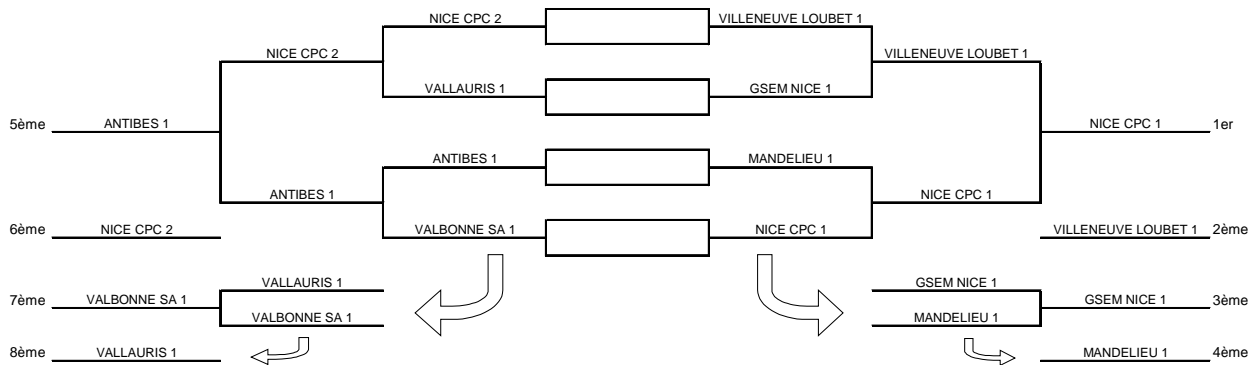 NICE CPC 2 VILLENEUVE LOUBET 1
NICE CPC 2 VILLENEUVE LOUBET 1
VALLAURIS 1 GSEM NICE 1
5ème ANTIBES 1 NICE CPC 1 1er
ANTIBES 1 MANDELIEU 1
ANTIBES 1 NICE CPC 1
6ème NICE CPC 2 VALBONNE SA 1 NICE CPC 1 VILLENEUVE LOUBET 1 2ème
VALLAURIS 1 GSEM NICE 1
7ème VALBONNE SA 1 GSEM NICE 1 3ème
VALBONNE SA 1 MANDELIEU 1
8ème VALLAURIS 1 MANDELIEU 1 4ème